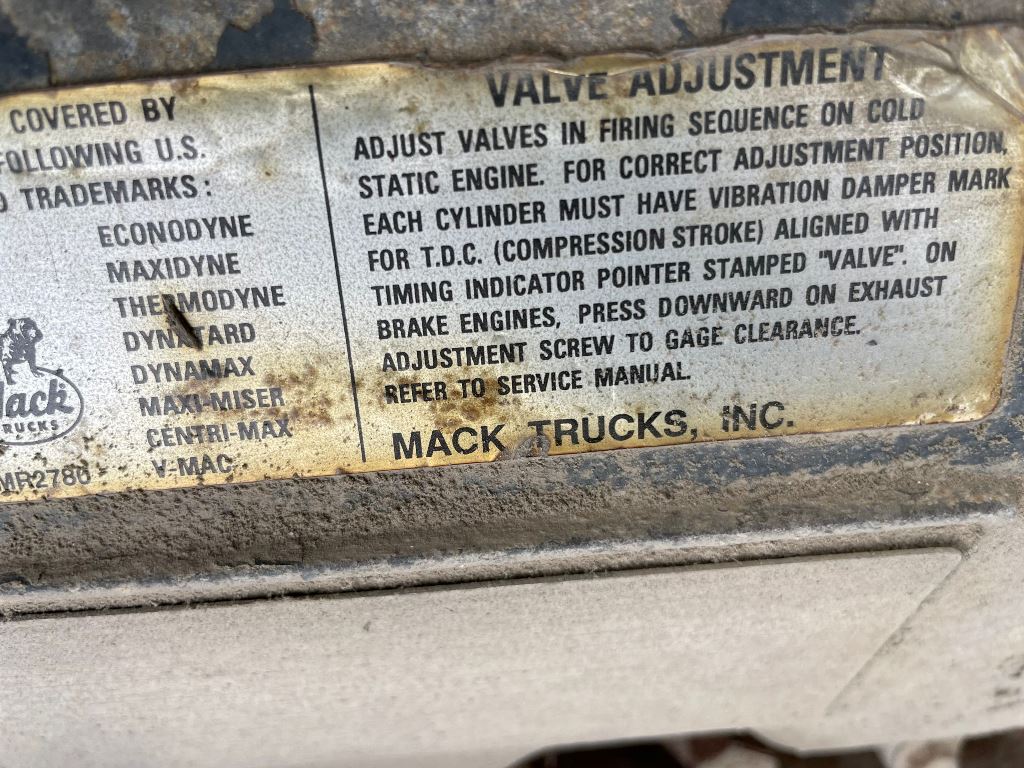 COVERED BY
FOLLOWING U.S.
TRADEMARKS:
ECONODYNE
MAXIDYNE
THERMODYNE
DYNATARD
DYNAMAX
MAXI-MISER
CENTRI-MAX
V-MAC
Mack
TRUCKS
MR2786
VALVE ADJUSTMENT
ADJUST VALVES IN FIRING SEQUENCE ON COLD
STATIC ENGINE. FOR CORRECT ADJUSTMENT POSITION,
EACH CYLINDER MUST HAVE VIBRATION DAMPER MARK
FOR T.D.C. (COMPRESSION STROKE) ALIGNED WITH
TIMING INDICATOR POINTER STAMPED "VALVE". ON
BRAKE ENGINES, PRESS DOWNWARD ON EXHAUST
ADJUSTMENT SCREW TO GAGE CLEARANCE.
REFER TO SERVICE MANUAL.
MACK TRUCKS, INC.